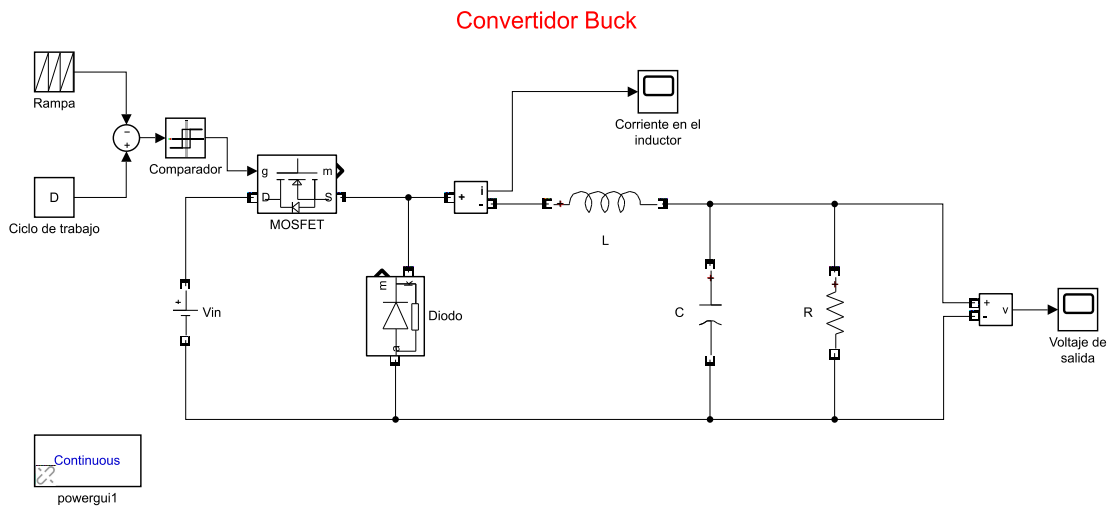 Convertidor Buck
Rampa
−
+
Comparador
D
Ciclo de trabajo
g
m
D
S
MOSFET
+
i
-
Corriente en el
inductor
+
L
+
Vin
m
k
a
Diodo
+
C
+
R
+
-
v
Voltaje de
salida
Continuous
powergui1